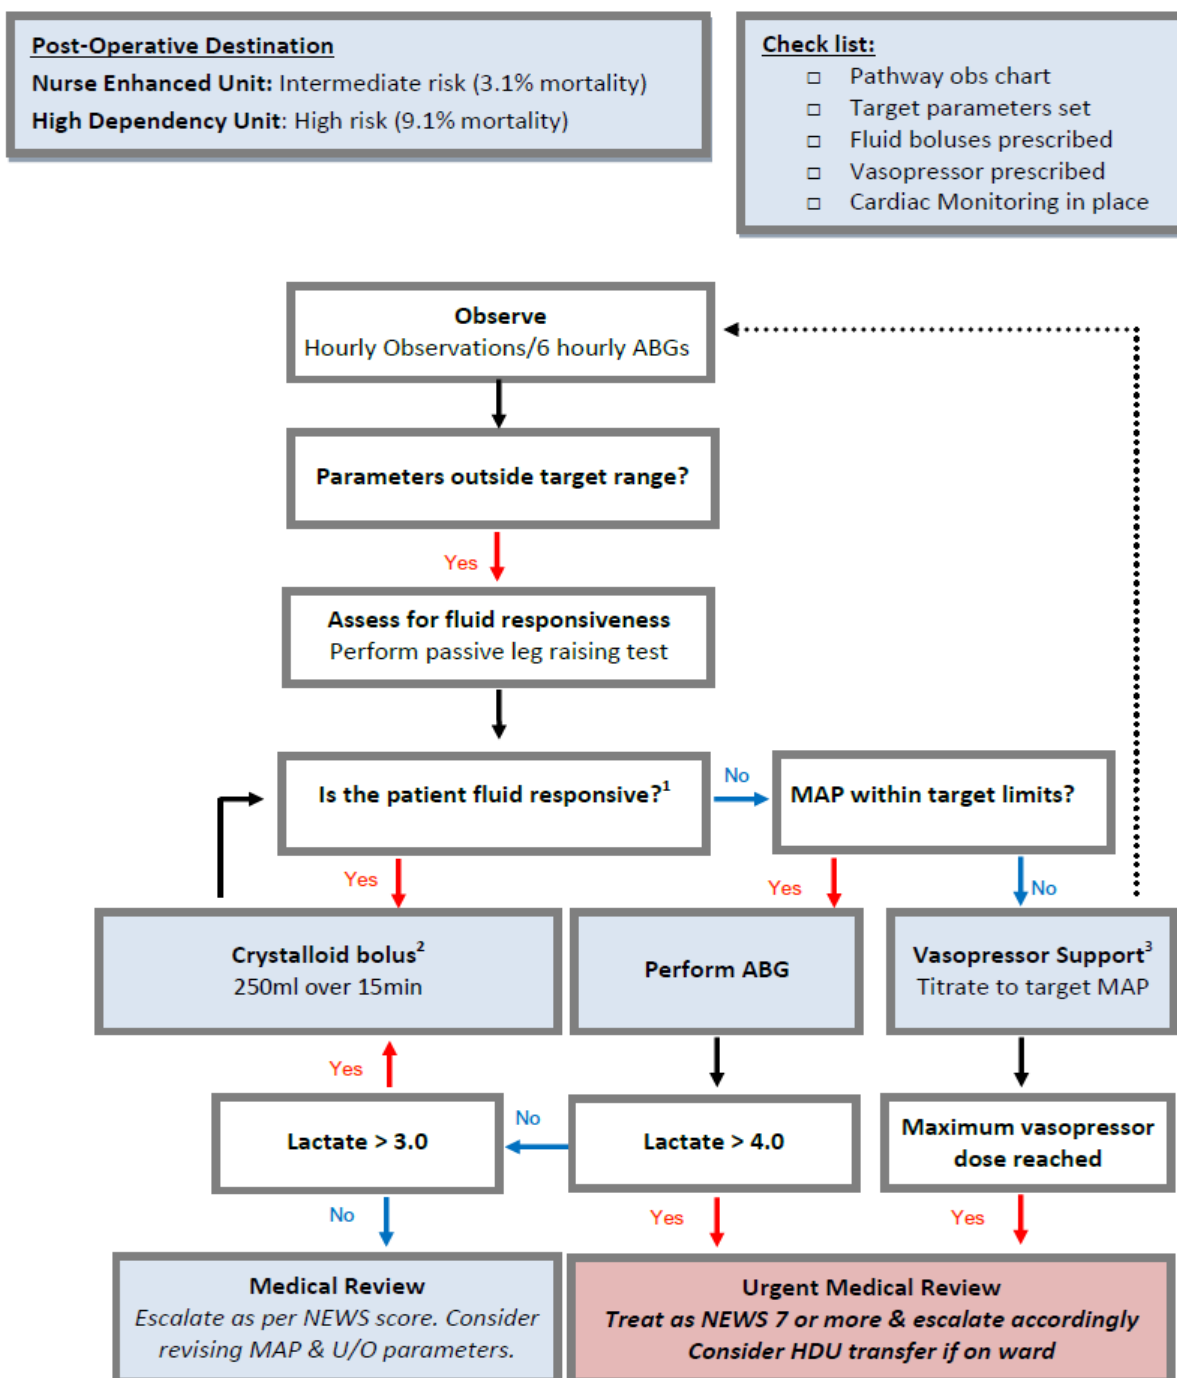 Post-Operative Destination
Nurse Enhanced Unit: Intermediate risk (3.1% mortality)
High Dependency Unit: High risk (9.1% mortality)
Check list:
□ Pathway obs chart
□ Target parameters set
□ Fluid boluses prescribed
□ Vasopressor prescribed
□ Cardiac Monitoring in place
Observe
Hourly Observations/6 hourly ABGs
Parameters outside target range?
Yes
Assess for fluid responsiveness
Perform passive leg raising test
Is the patient fluid responsive?¹
No
MAP within target limits?
Yes
Yes
No
Crystalloid bolus²
250ml over 15min
Perform ABG
Vasopressor Support³
Titrate to target MAP
Yes
Lactate > 3.0
No
Lactate > 4.0
Maximum vasopressor
dose reached
No
Yes
Yes
Medical Review
Escalate as per NEWS score. Consider
revising MAP & U/O parameters.
Urgent Medical Review
Treat as NEWS 7 or more & escalate accordingly
Consider HDU transfer if on ward